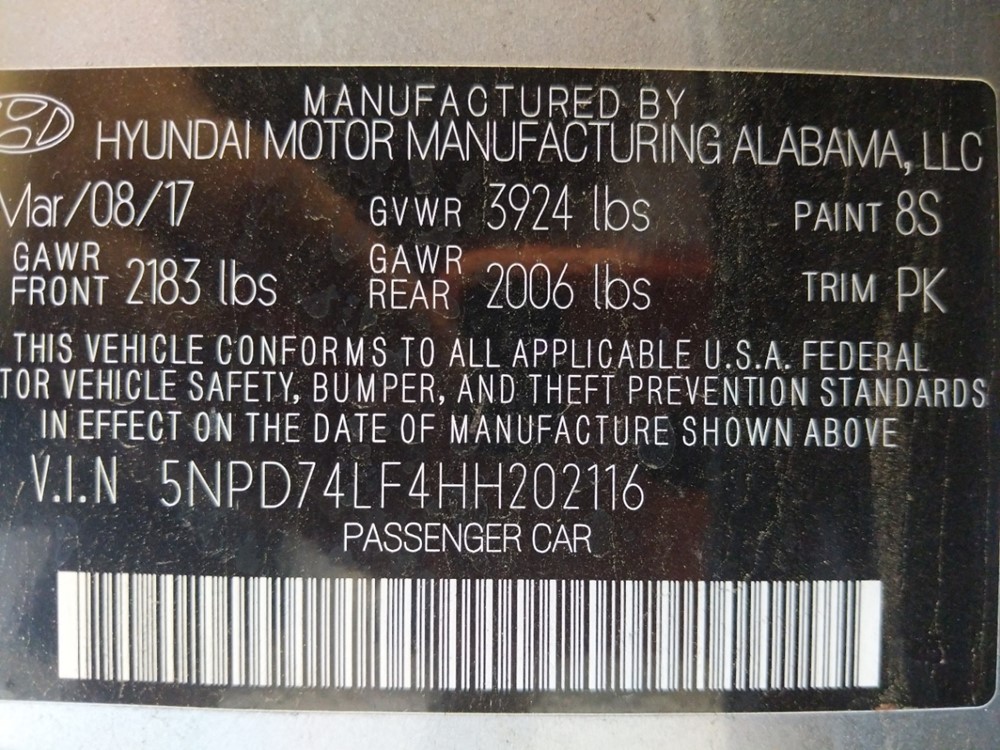 MANUFACTURED BY
HYUNDAI MOTOR MANUFACTURING ALABAMA, LLC
Mar/08/17 GVWR 3924 lbs PAINT 8S
GAWR FRONT 2183 lbs GAWR REAR 2006 lbs TRIM PK
THIS VEHICLE CONFORMS TO ALL APPLICABLE U.S.A. FEDERAL
TOR VEHICLE SAFETY, BUMPER, AND THEFT PREVENTION STANDARDS
IN EFFECT ON THE DATE OF MANUFACTURE SHOWN ABOVE
V.I.N 5NPD74LF4HH202116
PASSENGER CAR